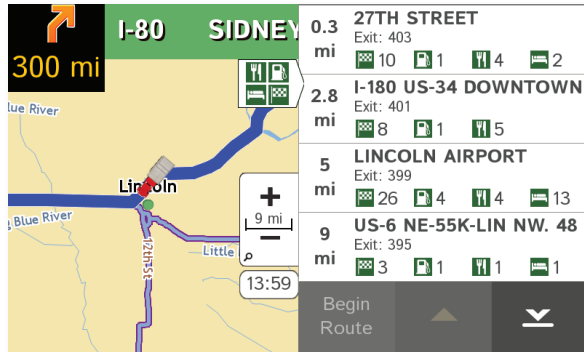 300 mi
I-80 SIDNEY
lue River
Lincoln
g Blue River
12th St
Little
9 mi
13:59
0.3 mi
27TH STREET
Exit: 403
10 1 4 2
2.8 mi
I-180 US-34 DOWNTOWN
Exit: 401
8 1 5
5 mi
LINCOLN AIRPORT
Exit: 399
26 4 4 13
9 mi
US-6 NE-55K-LIN NW. 48
Exit: 395
3 1 1 1
Begin
Route